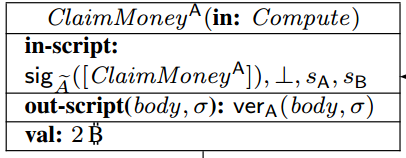 ClaimMoney^A(in: Compute)
in-script:
sig_Ã([ClaimMoney^A]), ⊥, s_A, s_B
out-script(body, σ): ver_A(body, σ)
val: 2 ₿